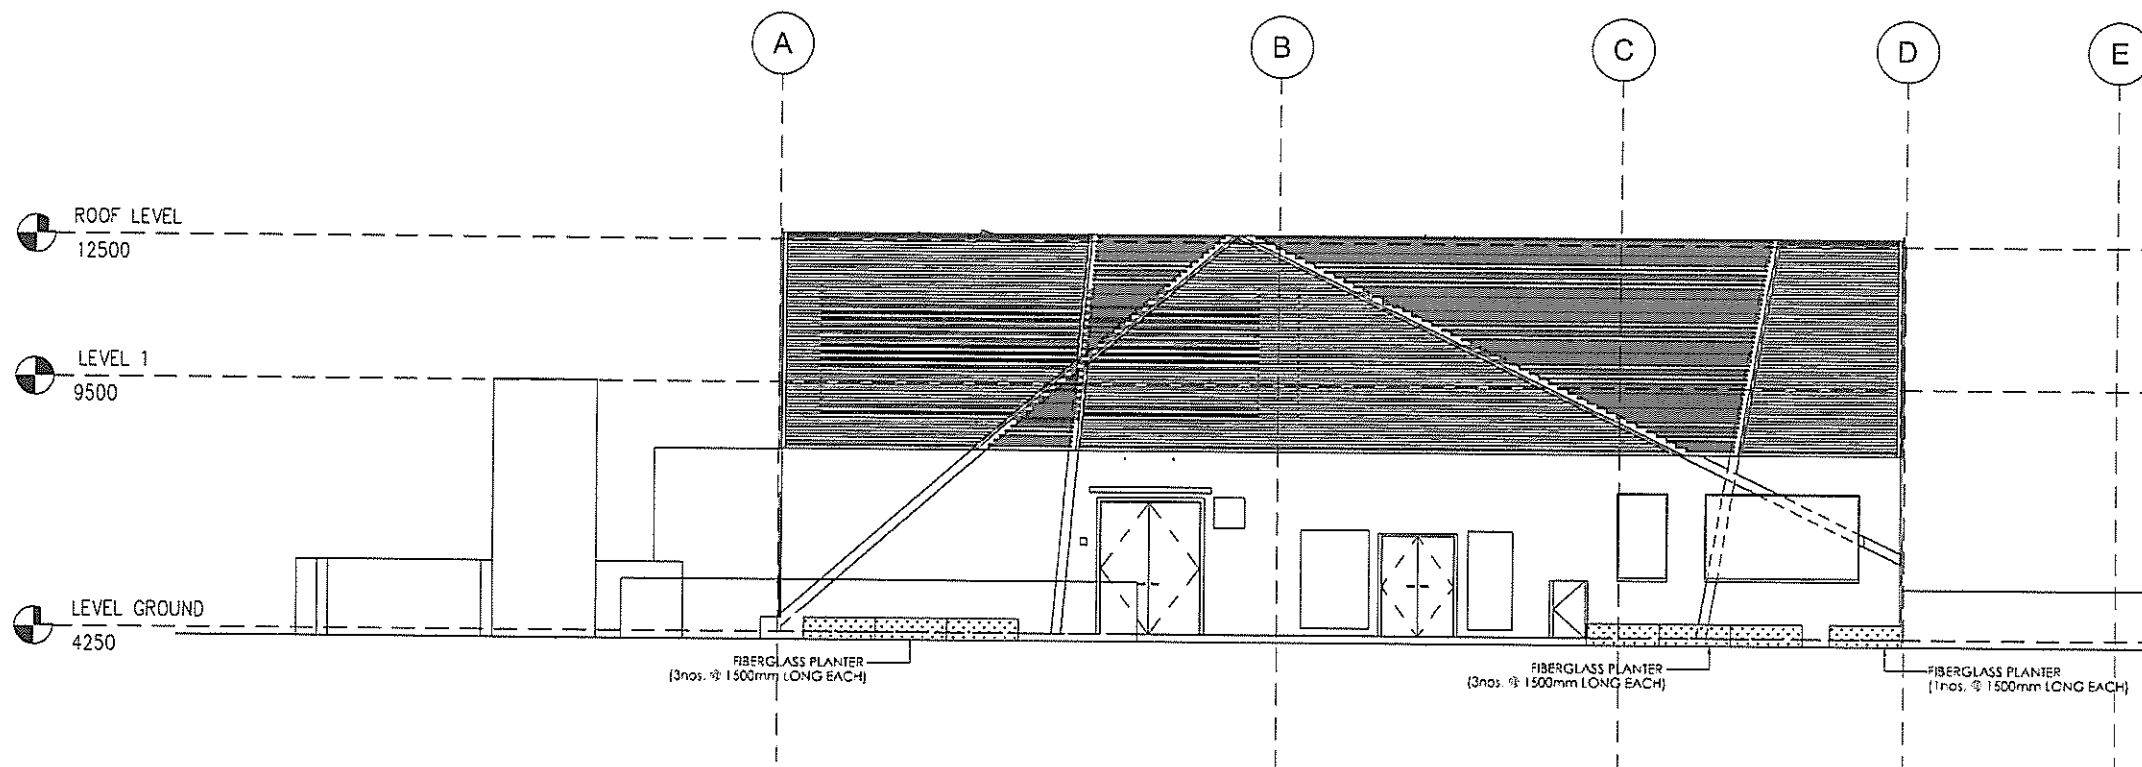 A B C D E
ROOF LEVEL
12500
LEVEL 1
9500
LEVEL GROUND
4250
FIBERGLASS PLANTER
(3nos. @ 1500mm LONG EACH)
FIBERGLASS PLANTER
(3nos. @ 1500mm LONG EACH)
FIBERGLASS PLANTER
(1nos. @ 1500mm LONG EACH)